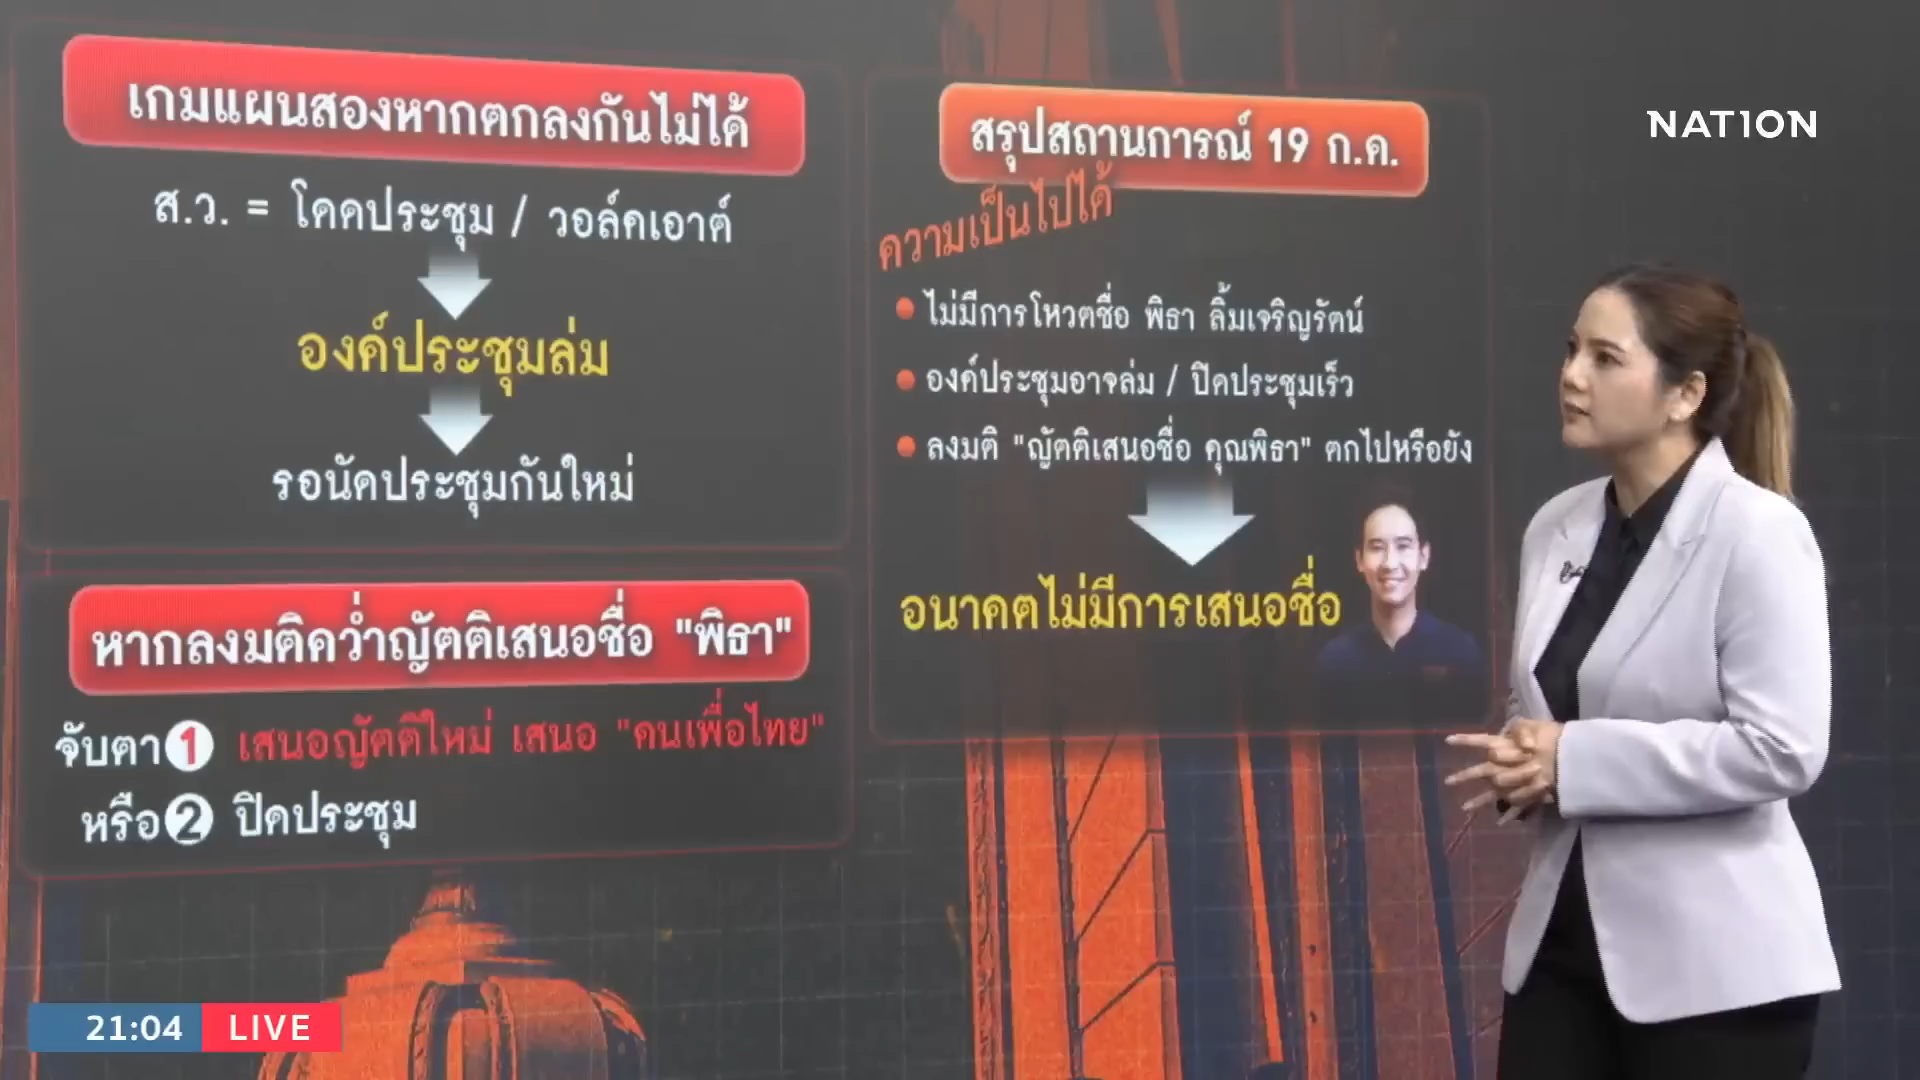 เกมแผนสองหากตกลงกันไม่ได้
ส.ว. = โดดประชุม / วอล์คเอาต์
องค์ประชุมล่ม
รอนัดประชุมกันใหม่
หากลงมติคว่ำญัตติเสนอชื่อ "พิธา"
จับตา 1 เสนอญัตติใหม่ เสนอ "คนเพื่อไทย"
หรือ 2 ปิดประชุม
สรุปสถานการณ์ 19 ก.ค.
ความเป็นไปได้
ไม่มีการโหวตชื่อ พิธา ลิ้มเจริญรัตน์
องค์ประชุมอาจล่ม / ปิดประชุมเร็ว
ลงมติ "ญัตติเสนอชื่อ คุณพิธา" ตกไปหรือยัง
อนาคตไม่มีการเสนอชื่อ
NATION
21:04 LIVE